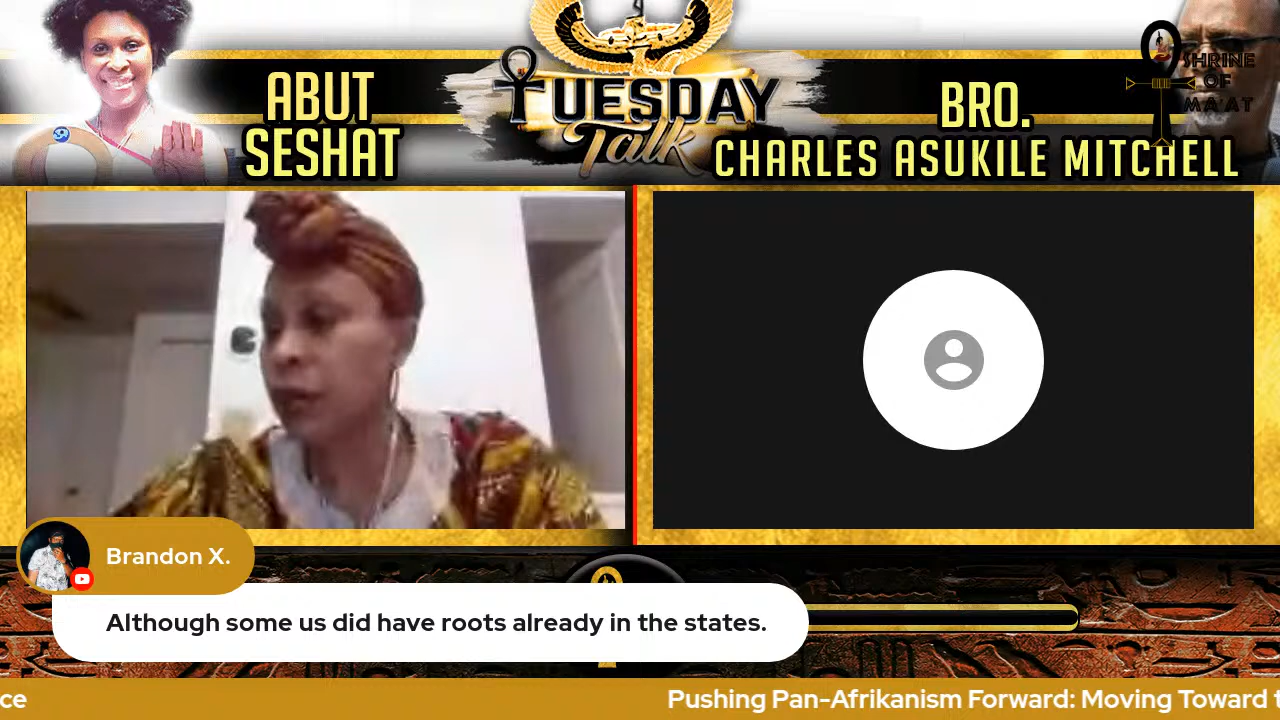 ABUT
SESHAT
TUESDAY
Talk
BRO.
CHARLES ASUKILE MITCHELL
SHRINE
OF
MA'AT
Brandon X.
Although some us did have roots already in the states.
ce
Pushing Pan-Afrikanism Forward: Moving Toward t